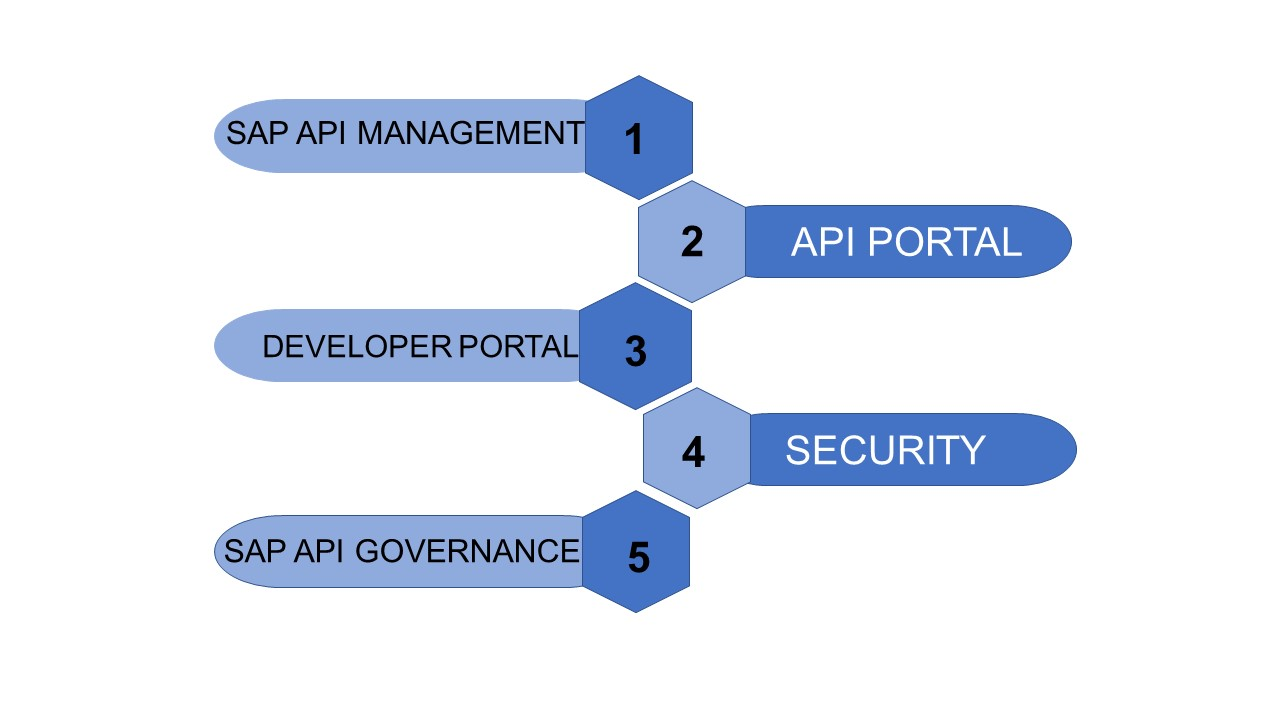 SAP API MANAGEMENT
1
2
API PORTAL
DEVELOPER PORTAL
3
4
SECURITY
SAP API GOVERNANCE
5